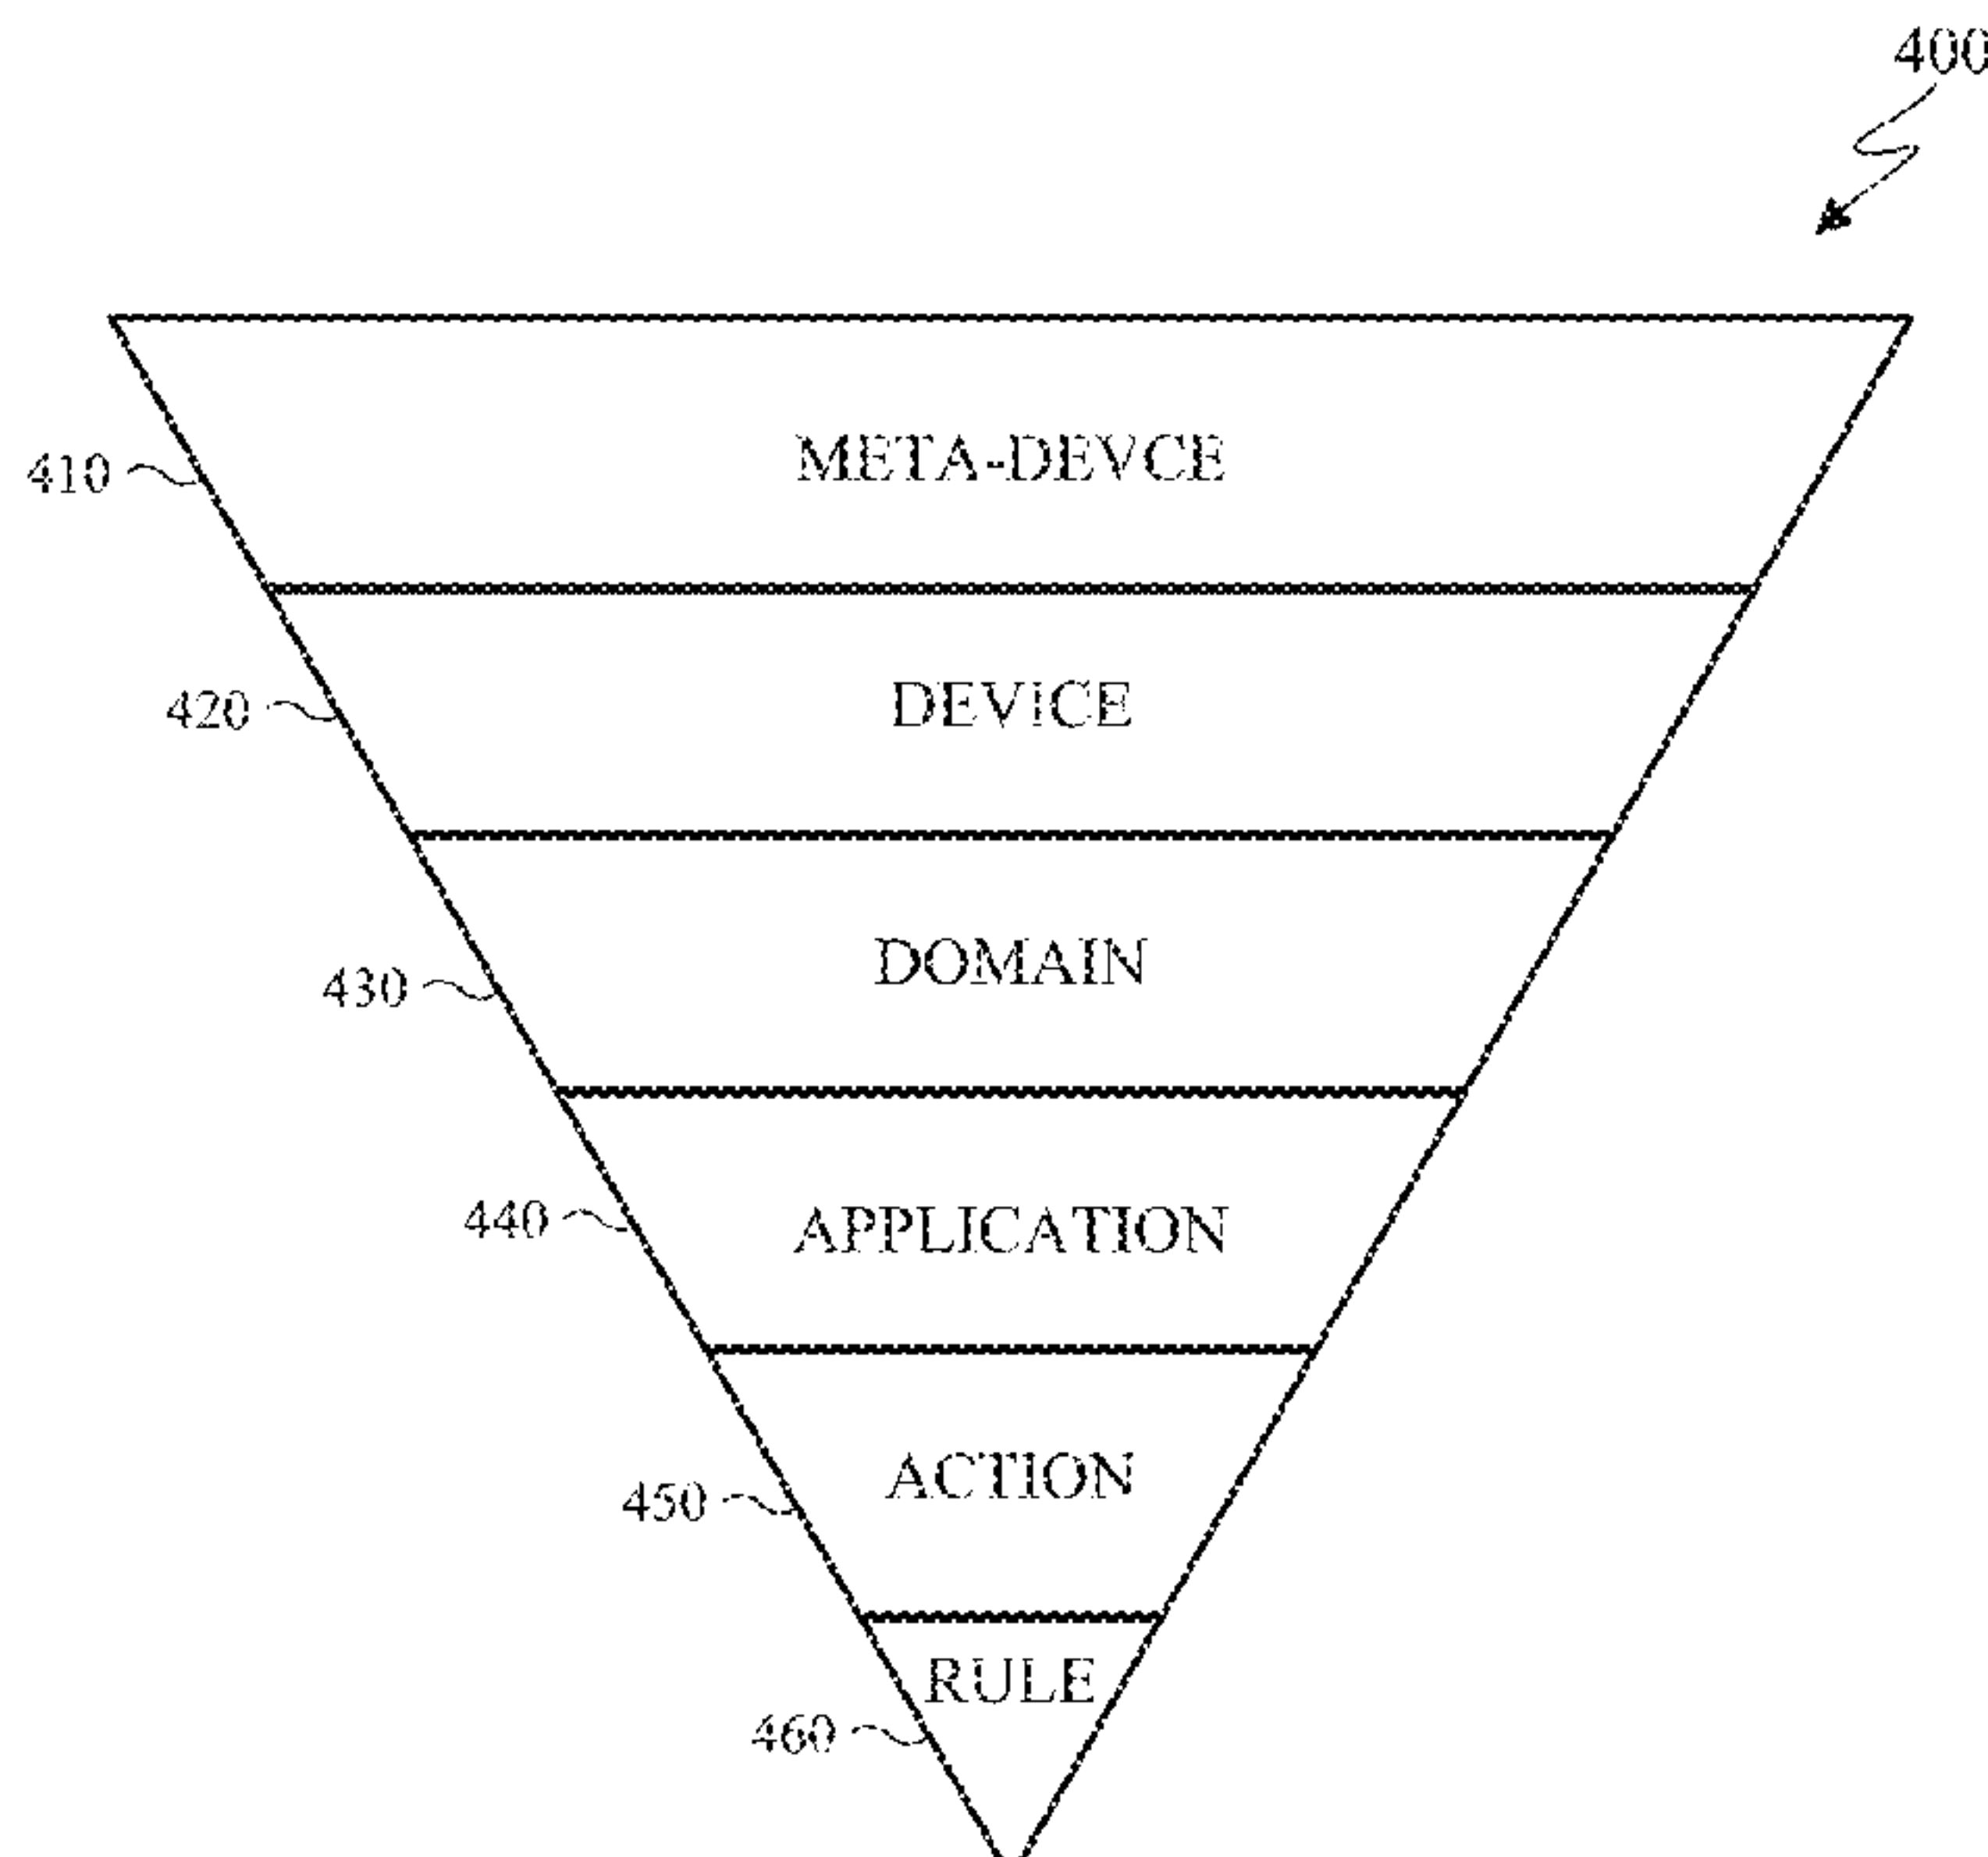 400
META-DEVCE
410
DEVICE
420
DOMAIN
430
APPLICATION
440
ACTION
450
RULE
460